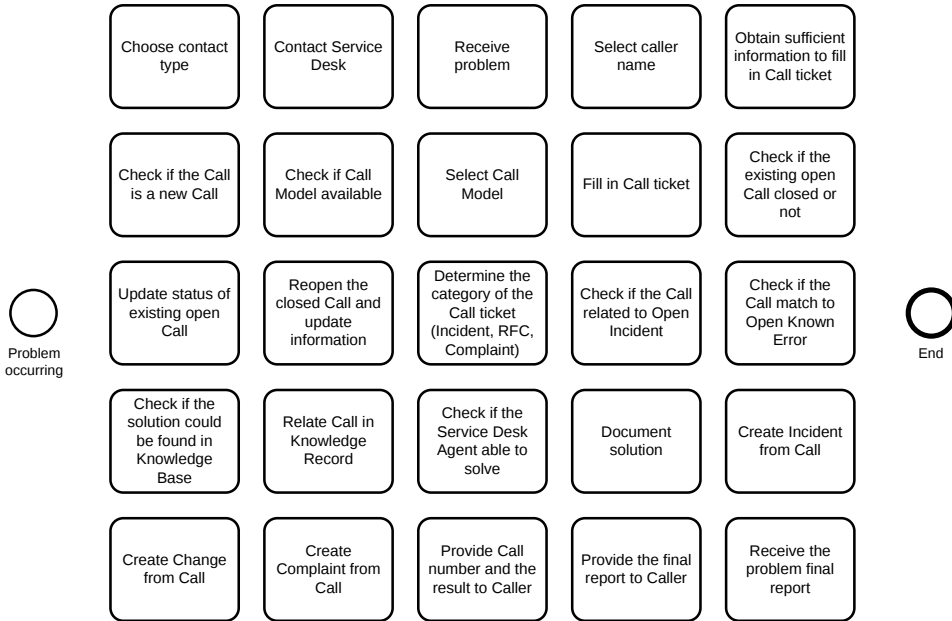 Choose contact
type
Contact Service
Desk
Receive
problem
Select caller
name
Obtain sufficient
information to fill
in Call ticket
Check if the Call
is a new Call
Check if Call
Model available
Select Call
Model
Fill in Call ticket
Check if the
existing open
Call closed or
not
Problem
occurring
Update status of
existing open
Call
Reopen the
closed Call and
update
information
Determine the
category of the
Call ticket
(Incident, RFC,
Complaint)
Check if the Call
related to Open
Incident
Check if the
Call match to
Open Known
Error
End
Check if the
solution could
be found in
Knowledge
Base
Relate Call in
Knowledge
Record
Check if the
Service Desk
Agent able to
solve
Document
solution
Create Incident
from Call
Create Change
from Call
Create
Complaint from
Call
Provide Call
number and the
result to Caller
Provide the final
report to Caller
Receive the
problem final
report